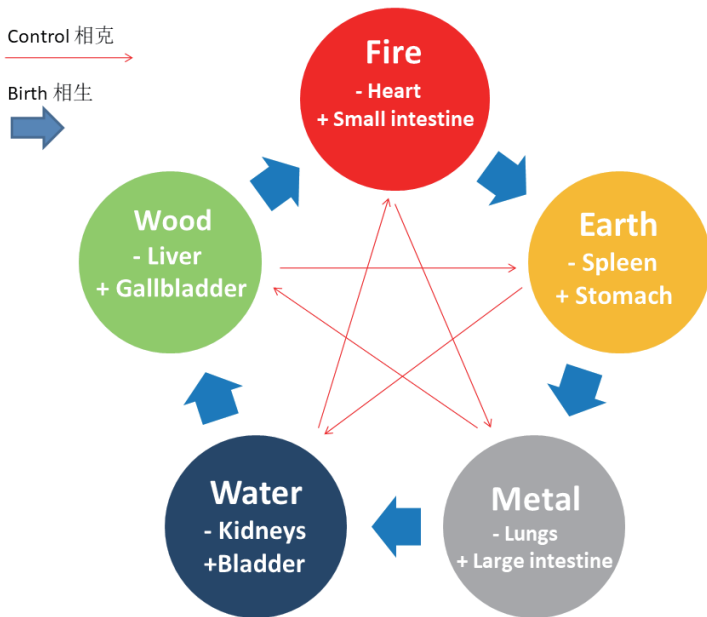 Control 相克
Birth 相生
Fire
- Heart
+ Small intestine
Wood
- Liver
+ Gallbladder
Earth
- Spleen
+ Stomach
Water
- Kidneys
+Bladder
Metal
- Lungs
+ Large intestine